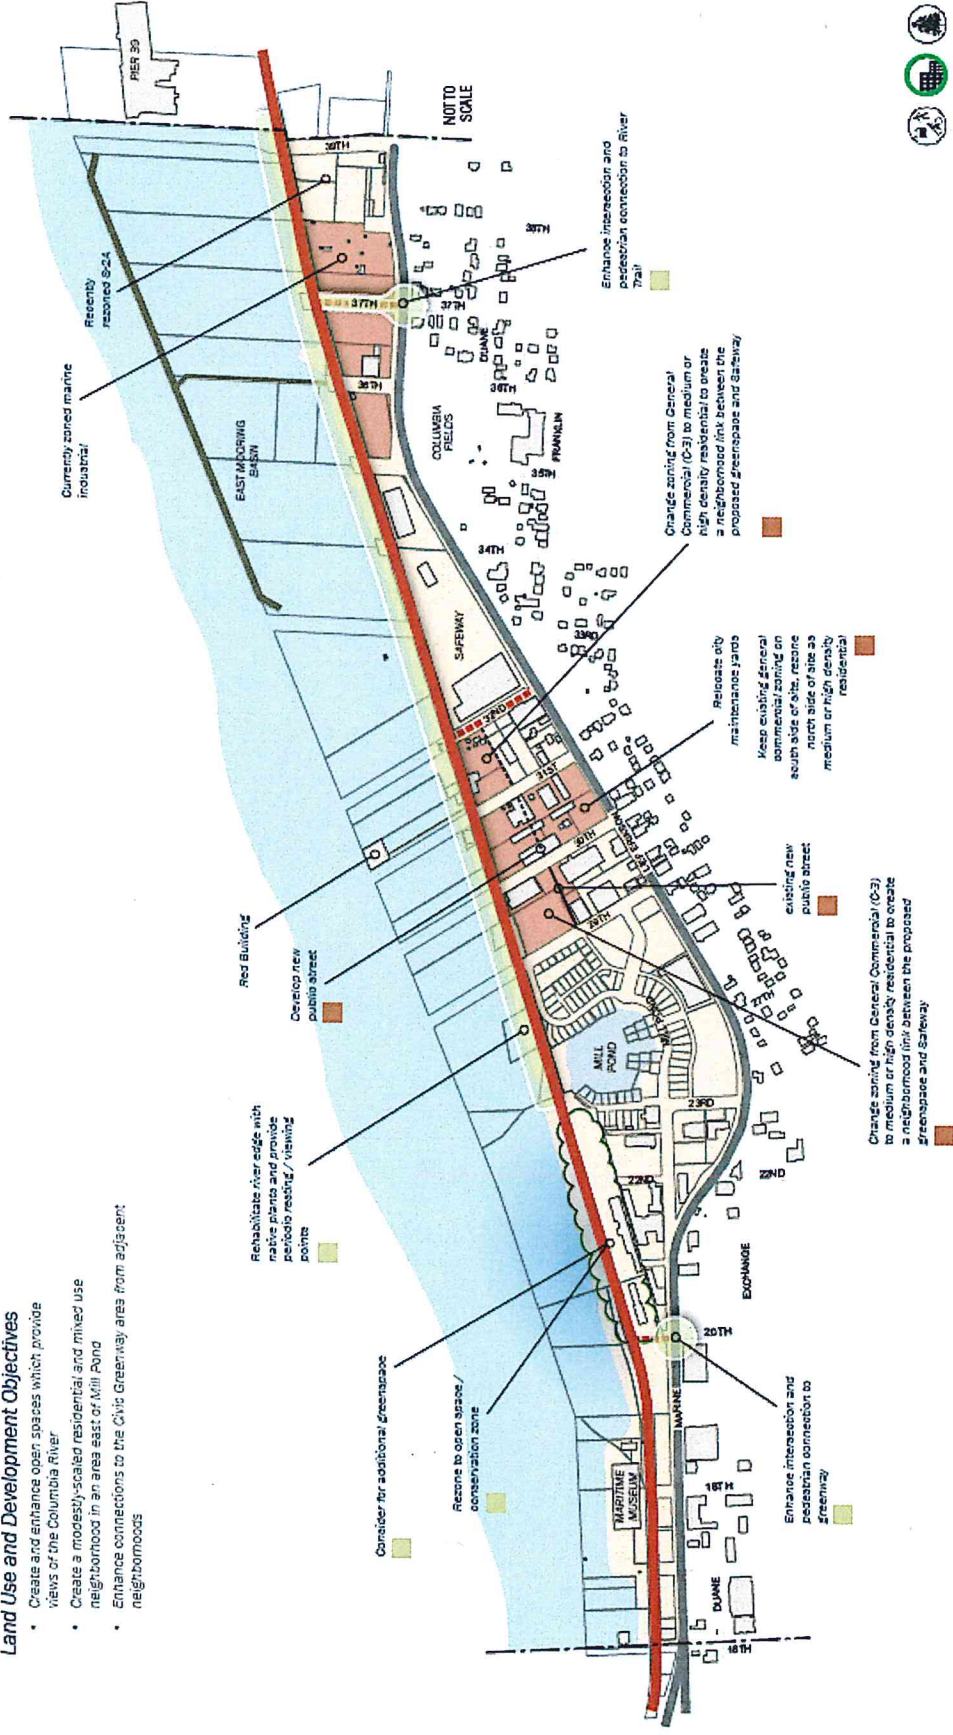 Land Use and Development Objectives
• Create and enhance open spaces which provide
views of the Columbia River
• Create a modestly-scaled residential and mixed use
neighborhood in an area east of Mill Pond
• Enhance connections to the Civic Greenway area from adjacent
neighborhoods
Consider for additional greenspace
Rezone to open space /
conservation zone
Rehabilitate river edge with
native plants and provide
periodic resting / viewing
points
Develop new
public street
Red Building
Currently zoned marine
industrial
Recently
rezoned S-2A
PIER 39
EAST MOORING
BASIN
NOT TO
SCALE
39TH
37TH
36TH
37TH
38TH
DUANE
36TH
COLUMBIA
FIELDS
FRANKLIN
35TH
34TH
33RD
SAFEWAY
32ND
31ST
30TH
LIEF ERIKSON
29TH
27TH
MILL POND
MILL
POND
23RD
22ND
22ND
EXCHANGE
20TH
MARINE
MARITIME
MUSEUM
18TH
DUANE
16TH
Enhance intersection and
pedestrian connection to
greenway
Change zoning from General Commercial (C-3)
to medium or high density residential to create
a neighborhood link between the proposed
greenspace and Safeway
existing new
public street
Relocate city
maintenance yards
Keep existing general
commercial zoning on
south side of site, rezone
north side of site as
medium or high density
residential
Change zoning from General
Commercial (C-3) to medium or
high density residential to create
a neighborhood link between the
proposed greenspace and Safeway
Enhance intersection and
pedestrian connection to River
Trail